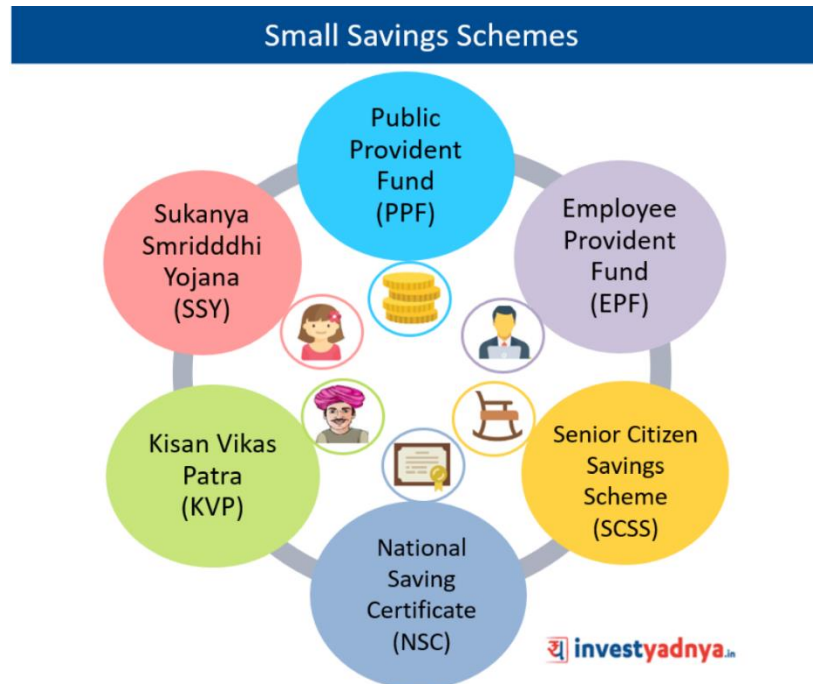 Small Savings Schemes
Public
Provident
Fund
(PPF)
Employee
Provident
Fund
(EPF)
Senior Citizen
Savings
Scheme
(SCSS)
National
Saving
Certificate
(NSC)
Kisan Vikas
Patra
(KVP)
Sukanya
Smridddhi
Yojana
(SSY)
investyadnya.in